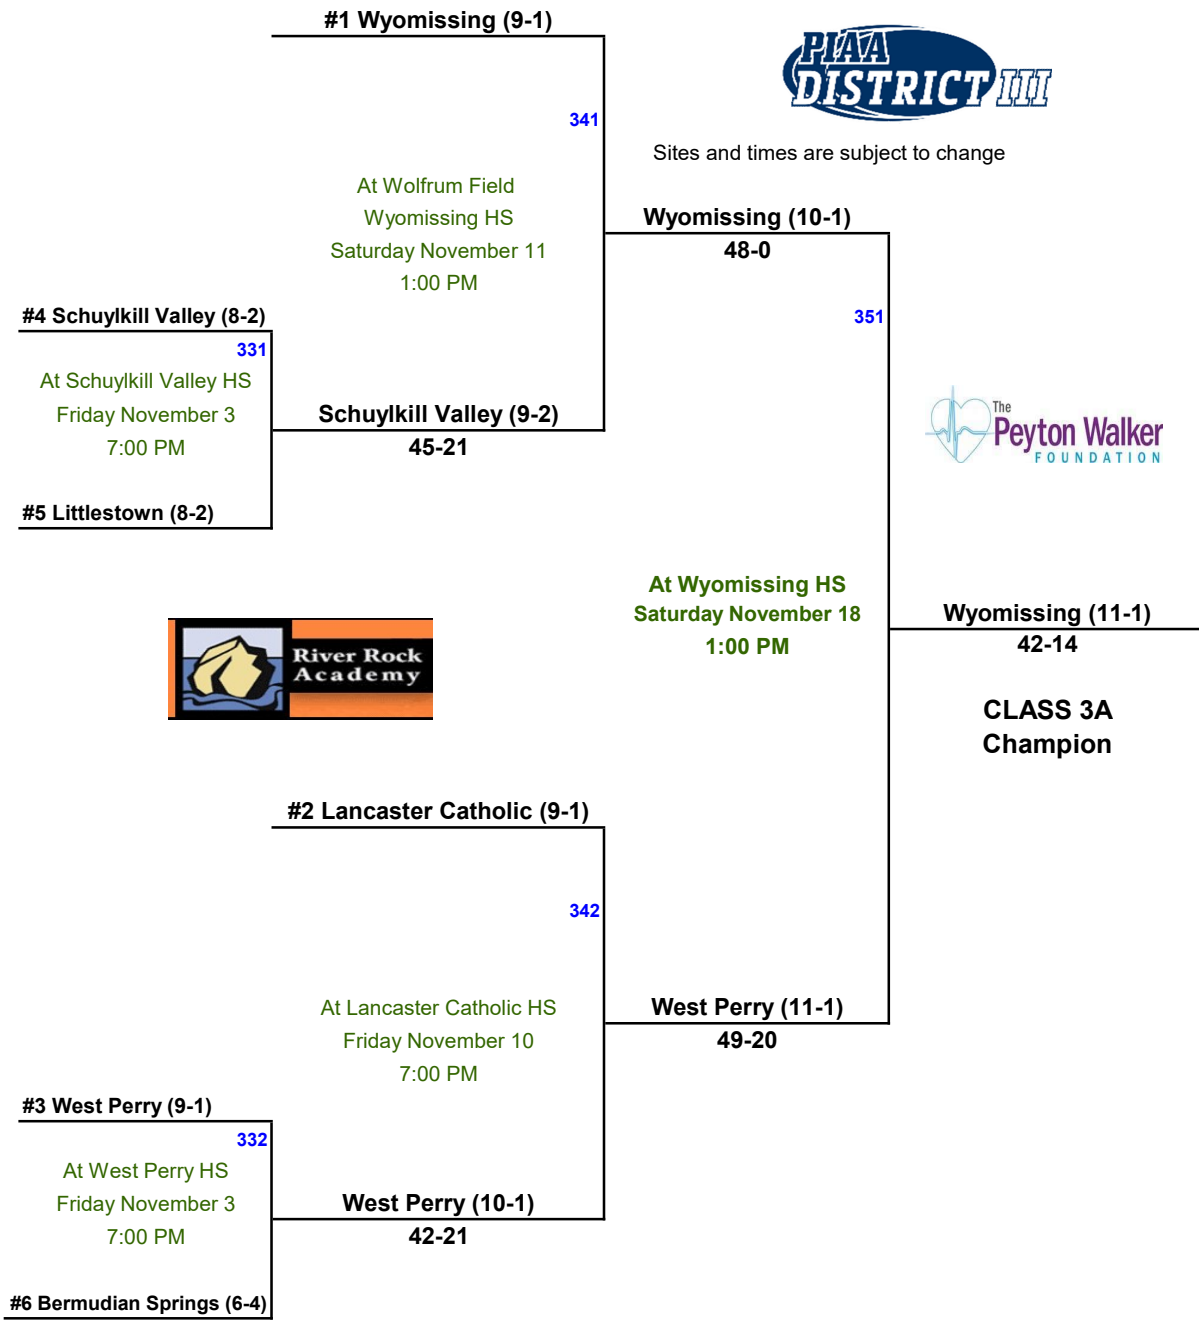 #1 Wyomissing (9-1)
PIAA
DISTRICT III
341
Sites and times are subject to change
At Wolfrum Field
Wyomissing HS
Saturday November 11
1:00 PM
Wyomissing (10-1)
48-0
#4 Schuylkill Valley (8-2)
351
331
At Schuylkill Valley HS
Friday November 3
7:00 PM
Schuylkill Valley (9-2)
45-21
The
Peyton Walker
FOUNDATION
#5 Littlestown (8-2)
At Wyomissing HS
Saturday November 18
1:00 PM
Wyomissing (11-1)
42-14
River Rock
Academy
CLASS 3A
Champion
#2 Lancaster Catholic (9-1)
342
At Lancaster Catholic HS
Friday November 10
7:00 PM
West Perry (11-1)
49-20
#3 West Perry (9-1)
332
At West Perry HS
Friday November 3
7:00 PM
West Perry (10-1)
42-21
#6 Bermudian Springs (6-4)